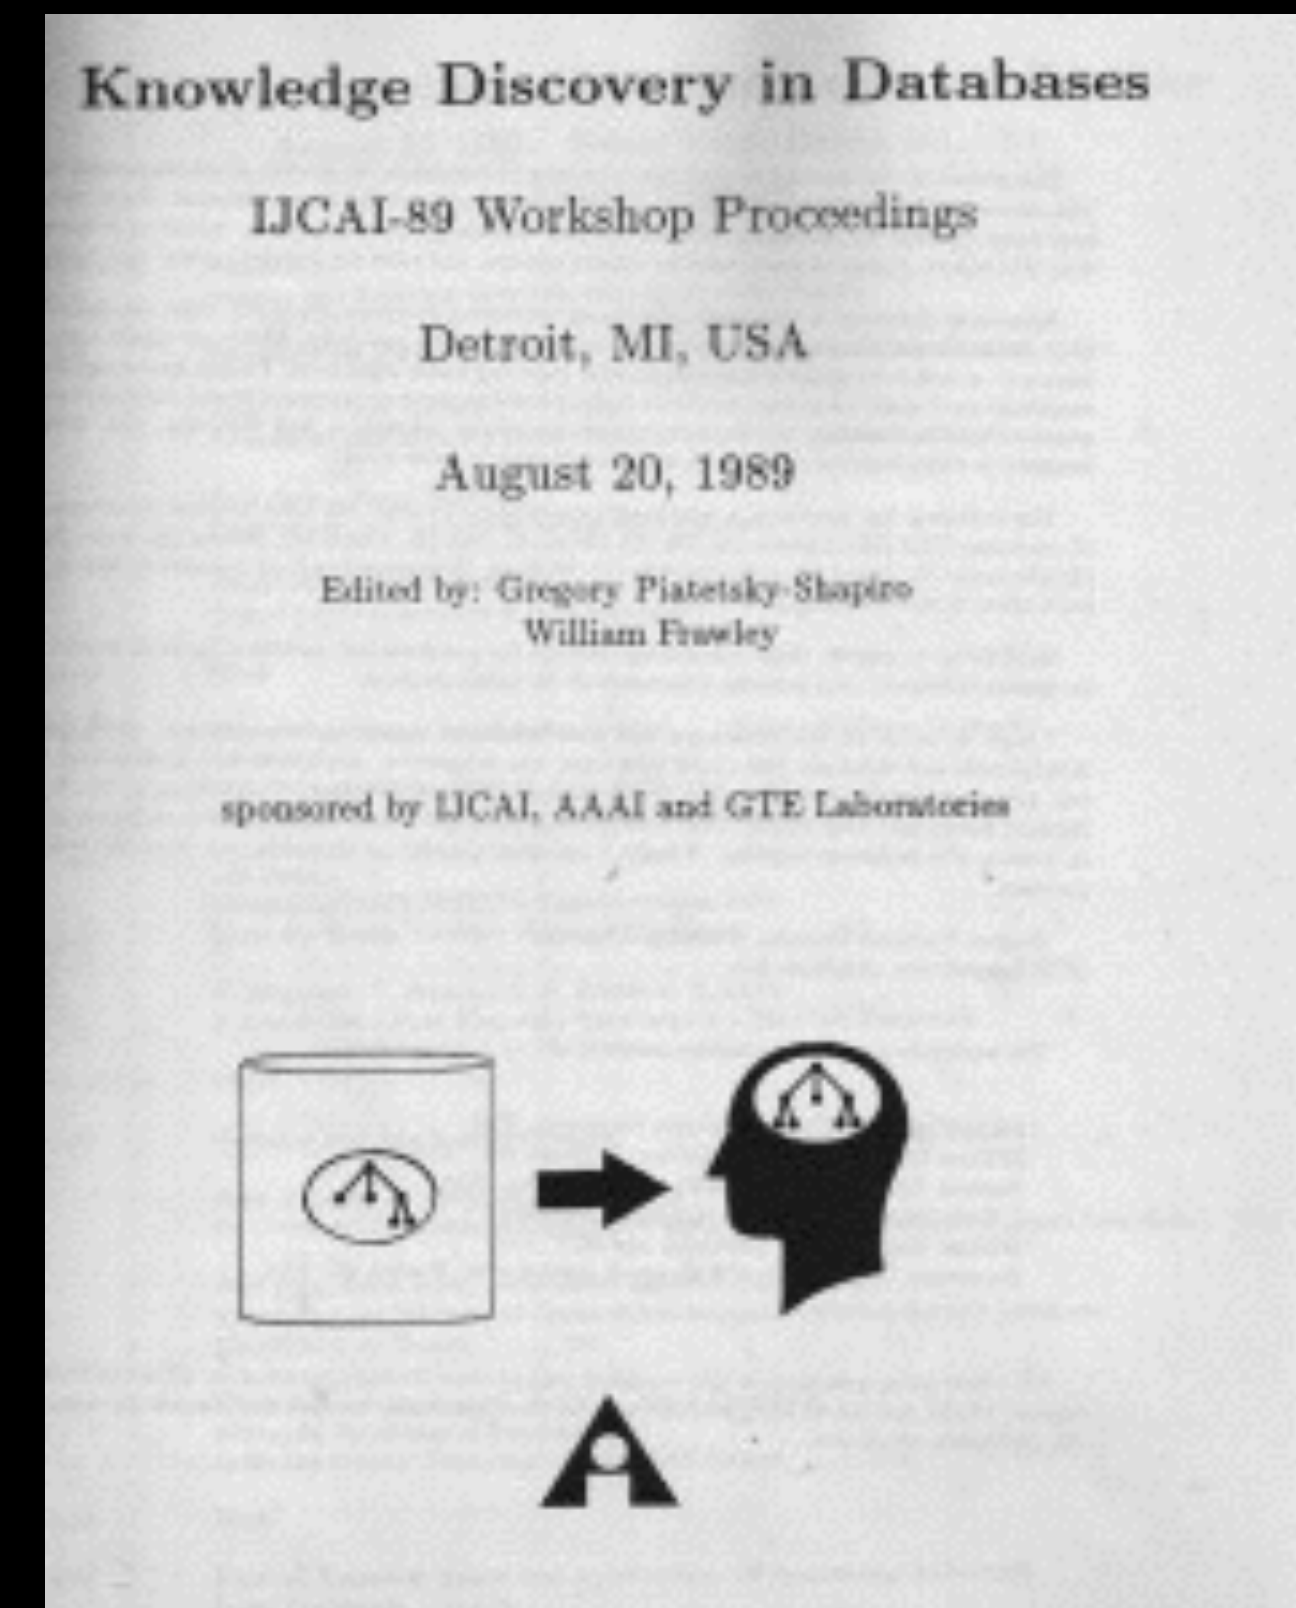 Knowledge Discovery in Databases
IJCAI-89 Workshop Proceedings
Detroit, MI, USA
August 20, 1989
Edited by: Gregory Piatetsky-Shapiro
William Frawley
sponsored by IJCAI, AAAI and GTE Laboratories